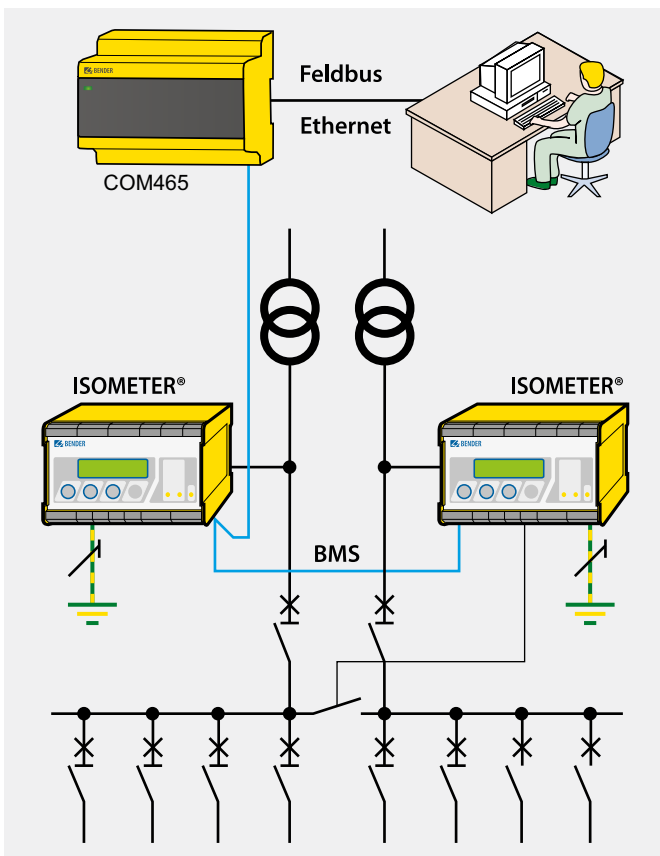 BENDER
Feldbus
Ethernet
COM465
ISOMETER®
ISOMETER®
BENDER
BENDER
BMS